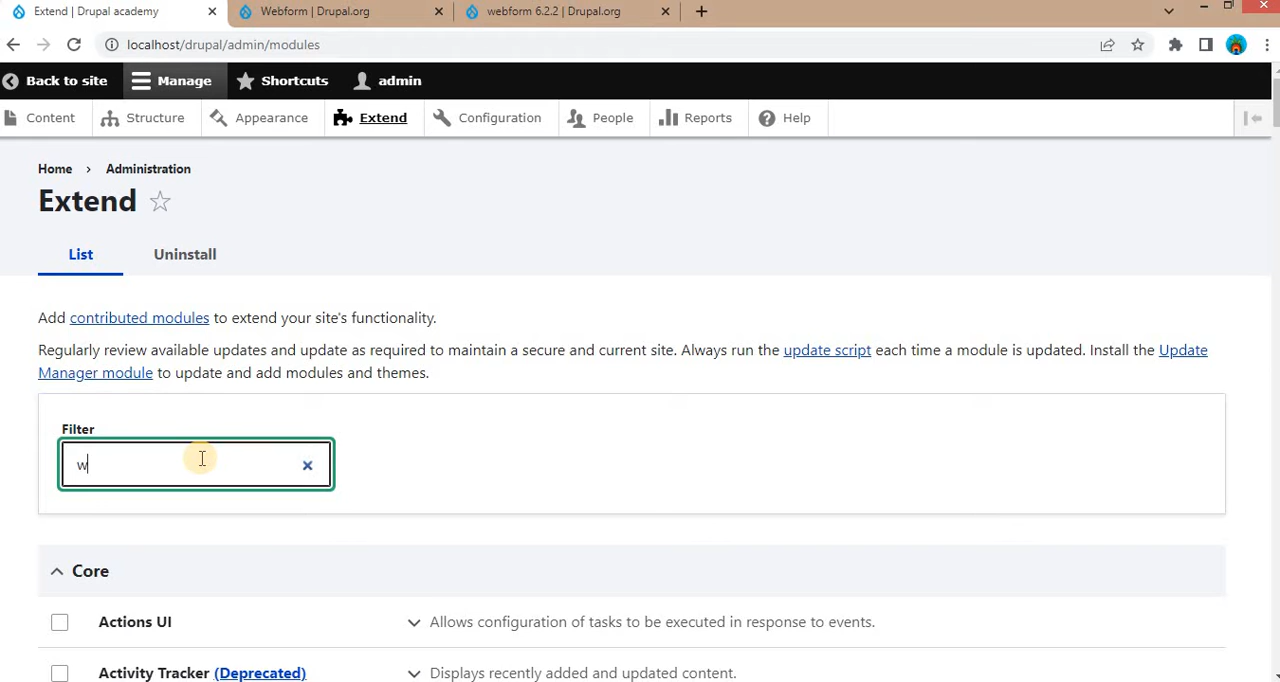 Extend | Drupal academy
Webform | Drupal.org
webform 6.2.2 | Drupal.org
localhost/drupal/admin/modules
Back to site
Manage
Shortcuts
admin
Content
Structure
Appearance
Extend
Configuration
People
Reports
Help
Home › Administration
Extend
List
Uninstall
Add contributed modules to extend your site's functionality.
Regularly review available updates and update as required to maintain a secure and current site. Always run the update script each time a module is updated. Install the Update
Manager module to update and add modules and themes.
Filter
w
Core
Actions UI
Allows configuration of tasks to be executed in response to events.
Activity Tracker (Deprecated)
Displays recently added and updated content.